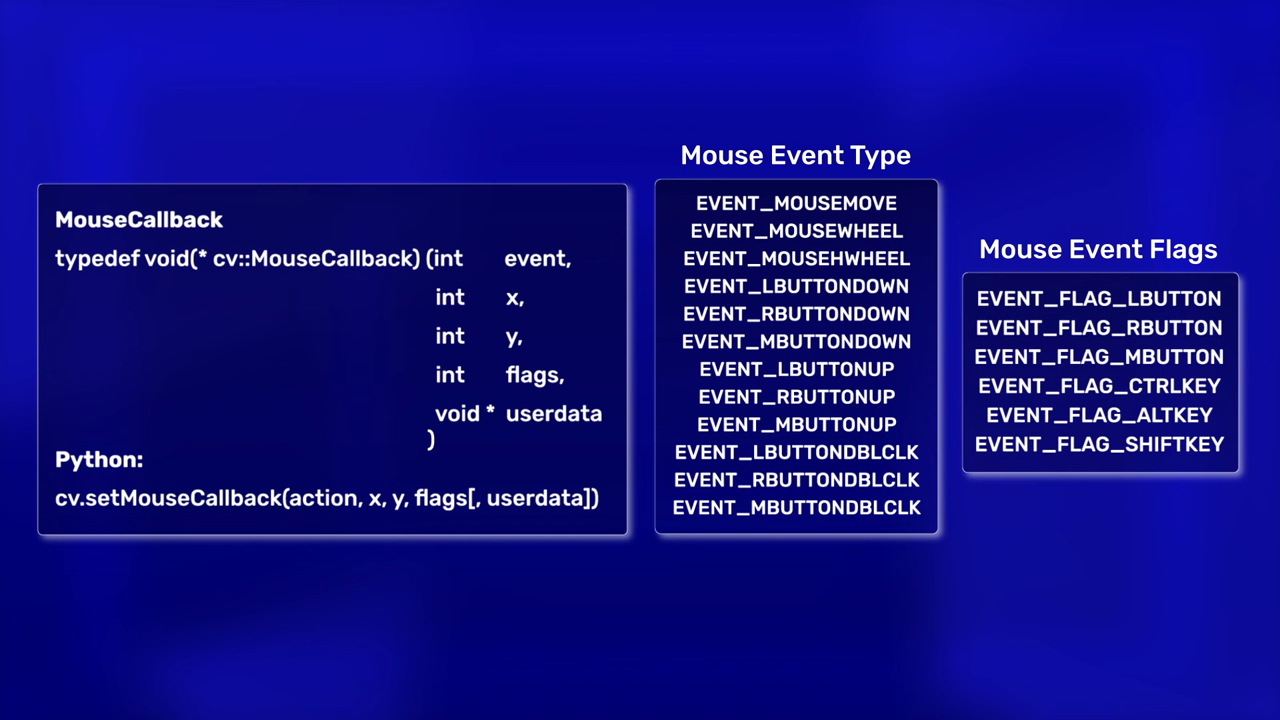 MouseCallback
typedef void(* cv::MouseCallback) (int event,
int x,
int y,
int flags,
void * userdata
)
Python:
cv.setMouseCallback(action, x, y, flags[, userdata])
Mouse Event Type
EVENT_MOUSEMOVE
EVENT_MOUSEWHEEL
EVENT_MOUSEHWHEEL
EVENT_LBUTTONDOWN
EVENT_RBUTTONDOWN
EVENT_MBUTTONDOWN
EVENT_LBUTTONUP
EVENT_RBUTTONUP
EVENT_MBUTTONUP
EVENT_LBUTTONDBLCLK
EVENT_RBUTTONDBLCLK
EVENT_MBUTTONDBLCLK
Mouse Event Flags
EVENT_FLAG_LBUTTON
EVENT_FLAG_RBUTTON
EVENT_FLAG_MBUTTON
EVENT_FLAG_CTRLKEY
EVENT_FLAG_ALTKEY
EVENT_FLAG_SHIFTKEY